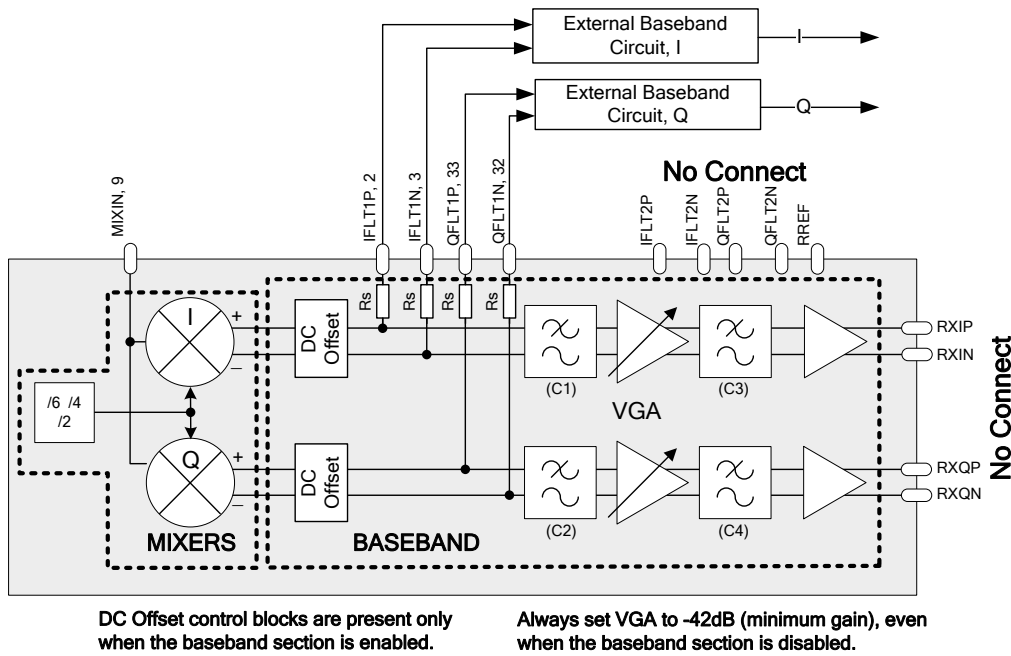 External Baseband
Circuit, I
I
External Baseband
Circuit, Q
Q
No Connect
MIXIN, 9
IFLT1P, 2
IFLT1N, 3
QFLT1P, 33
QFLT1N, 32
IFLT2P
IFLT2N
QFLT2P
QFLT2N
RREF
Rs
Rs
Rs
Rs
I
+
–
DC
Offset
(C1)
VGA
(C3)
RXIP
RXIN
/6 /4
/2
Q
+
–
DC
Offset
(C2)
(C4)
RXQP
RXQN
No Connect
MIXERS
BASEBAND
DC Offset control blocks are present only
when the baseband section is enabled.
Always set VGA to -42dB (minimum gain), even
when the baseband section is disabled.